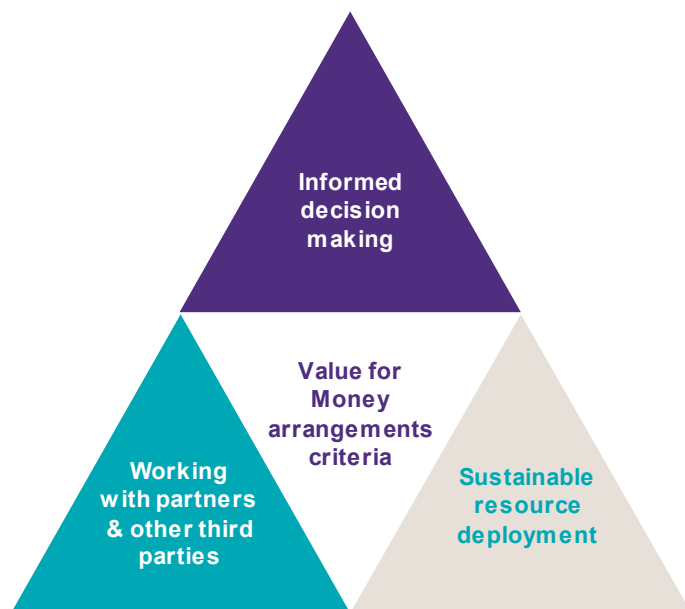 Informed
decision
making
Value for
Money
arrangements
criteria
Working
with partners
& other third
parties
Sustainable
resource
deployment